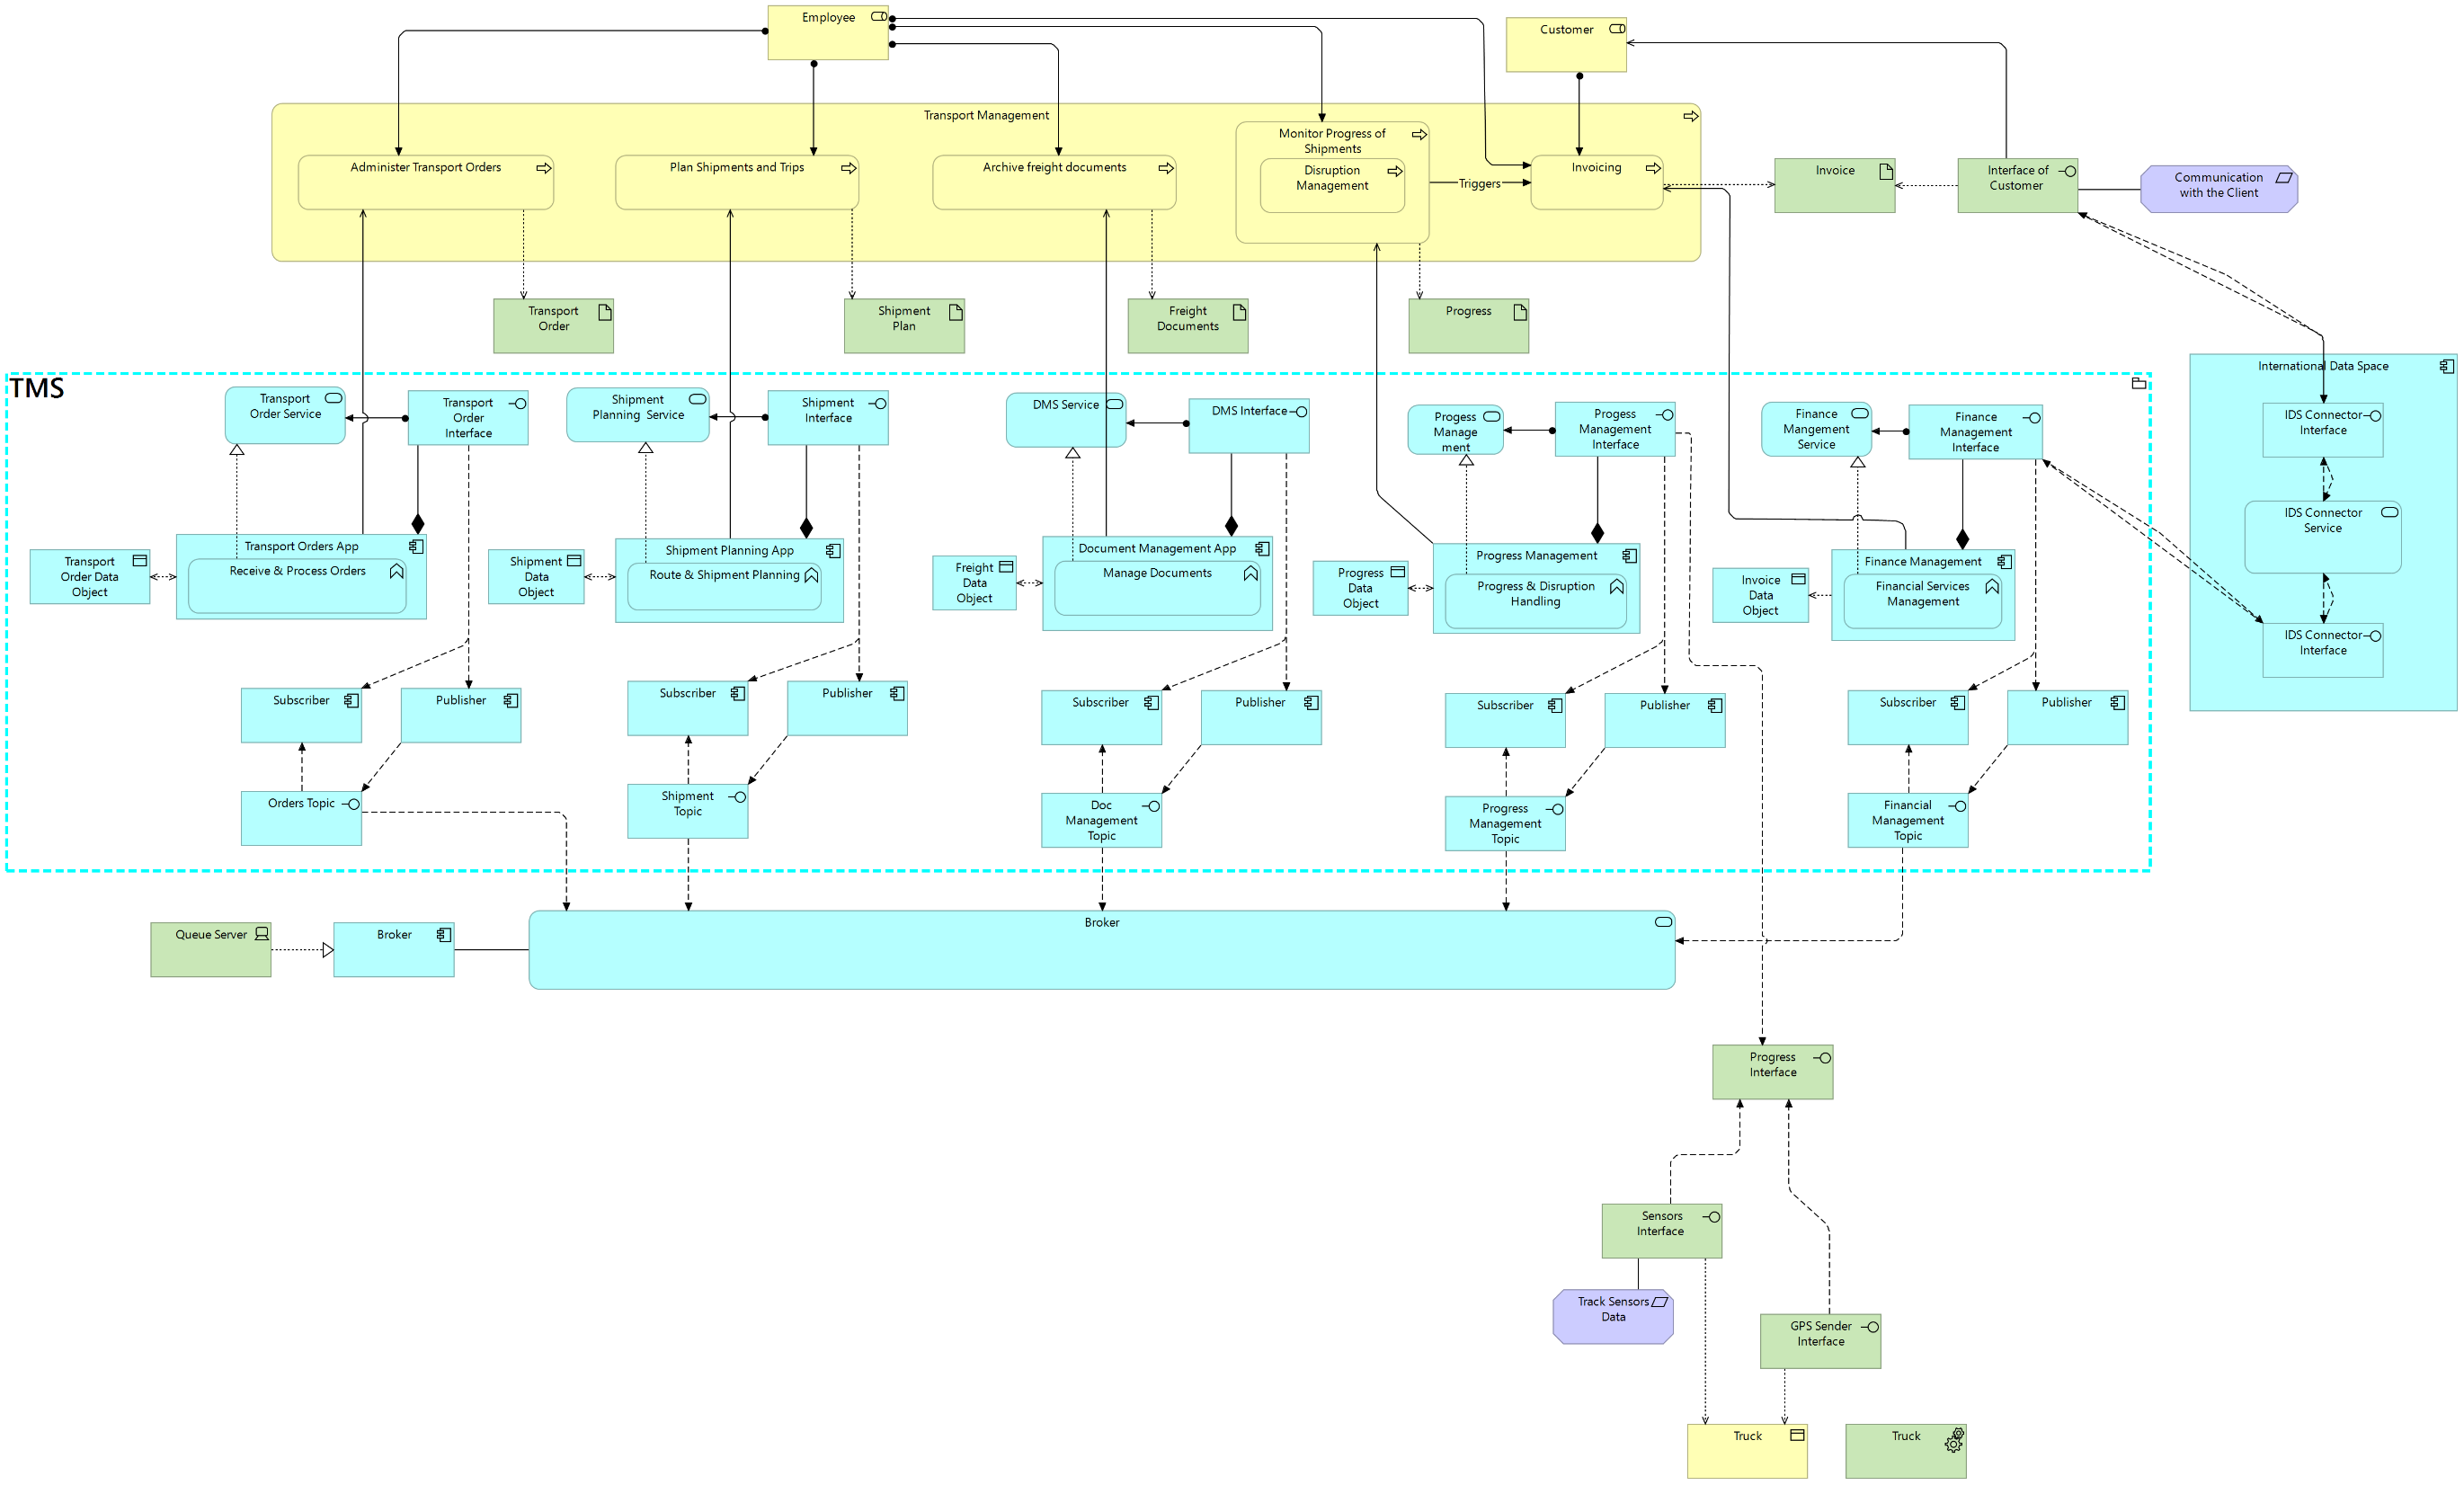 Employee
Customer
Transport Management
Administer Transport Orders
Plan Shipments and Trips
Archive freight documents
Monitor Progress of
Shipments
Disruption
Management
Triggers
Invoicing
Invoice
Interface of
Customer
Communication
with the Client
Transport
Order
Shipment
Plan
Freight
Documents
Progress
TMS
Transport
Order Service
Transport
Order
Interface
Shipment
Planning Service
Shipment
Interface
DMS Service
DMS Interface
Progess
Manage
ment
Progess
Management
Interface
Finance
Mangement
Service
Finance
Management
Interface
International Data Space
IDS Connector
Interface
IDS Connector
Service
IDS Connector
Interface
Transport
Order Data
Object
Transport Orders App
Receive & Process Orders
Shipment
Data
Object
Shipment Planning App
Route & Shipment Planning
Freight
Data
Object
Document Management App
Manage Documents
Progress
Data
Object
Progress Management
Progress & Disruption
Handling
Invoice
Data
Object
Finance Management
Financial Services
Management
Subscriber
Publisher
Subscriber
Publisher
Subscriber
Publisher
Subscriber
Publisher
Subscriber
Publisher
Orders Topic
Shipment
Topic
Doc
Management
Topic
Progress
Management
Topic
Financial
Management
Topic
Queue Server
Broker
Broker
Progress
Interface
Sensors
Interface
Track Sensors
Data
GPS Sender
Interface
Truck
Truck